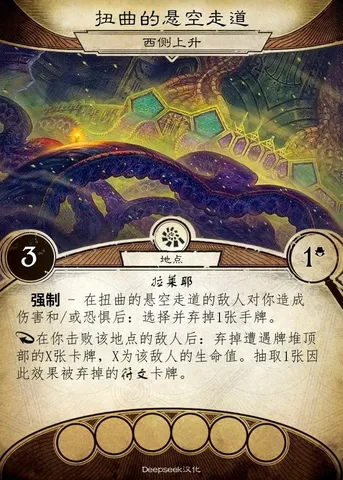 扭曲的悬空走道
西侧上升
3
1
地点
拉莱耶
强制 – 在扭曲的悬空走道的敌人对你造成
伤害和/或恐惧后：选择并弃掉1张手牌。
在你击败该地点的敌人后：弃掉遭遇牌堆顶
部的X张卡牌，X为该敌人的生命值。抽取1张因
此效果被弃掉的符文卡牌。
Deepseek汉化